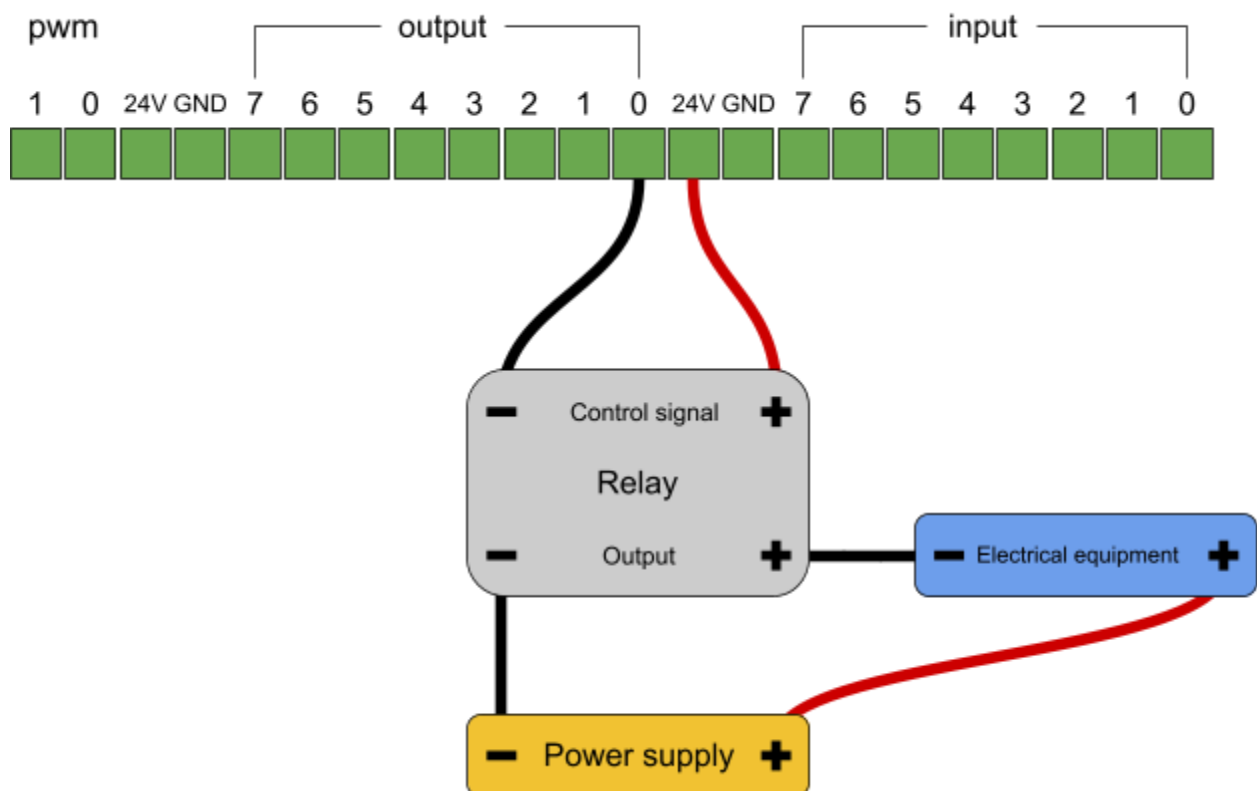 pwm output input
1 0 24V GND 7 6 5 4 3 2 1 0 24V GND 7 6 5 4 3 2 1 0
− Control signal +
Relay
− Output +
− Electrical equipment +
− Power supply +